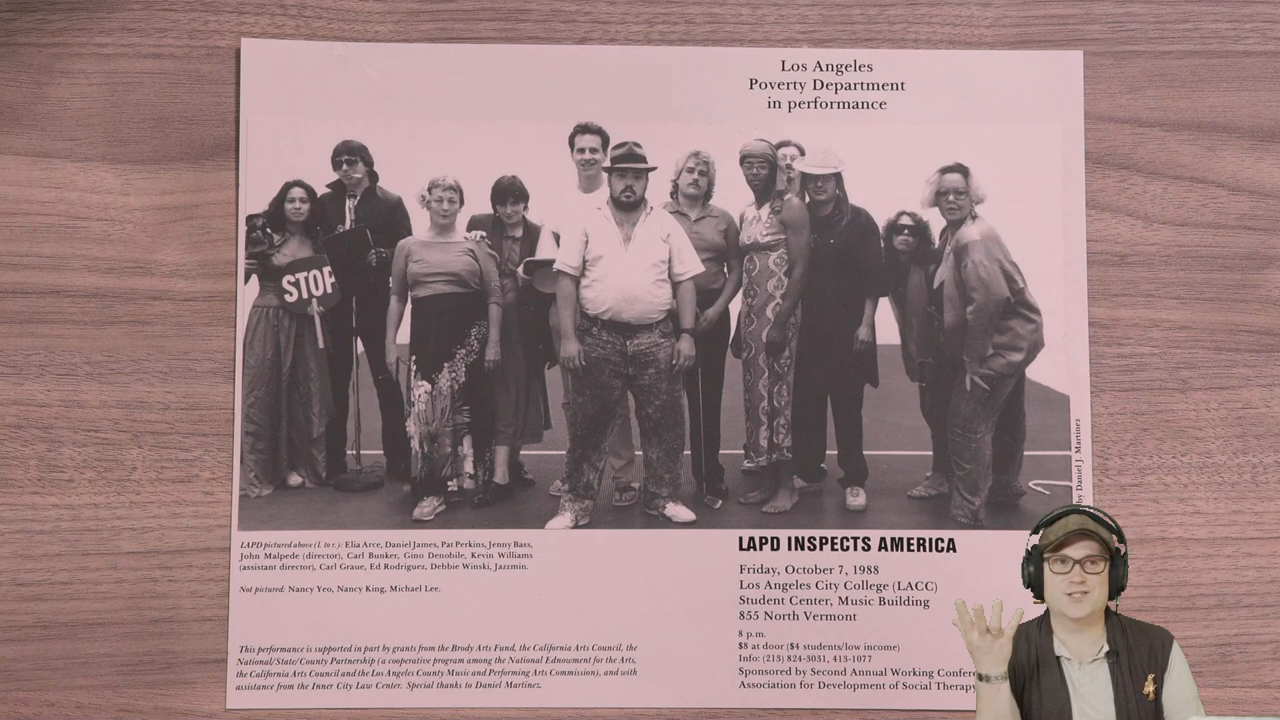 Los Angeles
Poverty Department
in performance
STOP
by Daniel J. Martinez
LAPD pictured above (l. to r.): Elia Arce, Daniel James, Pat Perkins, Jenny Bass,
John Malpede (director), Carl Bunker, Gino Denobile, Kevin Williams
(assistant director), Carl Graue, Ed Rodriguez, Debbie Winski, Jazzmin.
Not pictured: Nancy Yeo, Nancy King, Michael Lee.
This performance is supported in part by grants from the Brody Arts Fund, the California Arts Council, the
National/State/County Partnership (a cooperative program among the National Ednowment for the Arts,
the California Arts Council and the Los Angeles County Music and Performing Arts Commission), and with
assistance from the Inner City Law Center. Special thanks to Daniel Martinez.
LAPD INSPECTS AMERICA
Friday, October 7, 1988
Los Angeles City College (LACC)
Student Center, Music Building
855 North Vermont
8 p.m.
$8 at door ($4 students/low income)
Info: (213) 824-3031, 413-1077
Sponsored by Second Annual Working Confere
Association for Development of Social Therapy